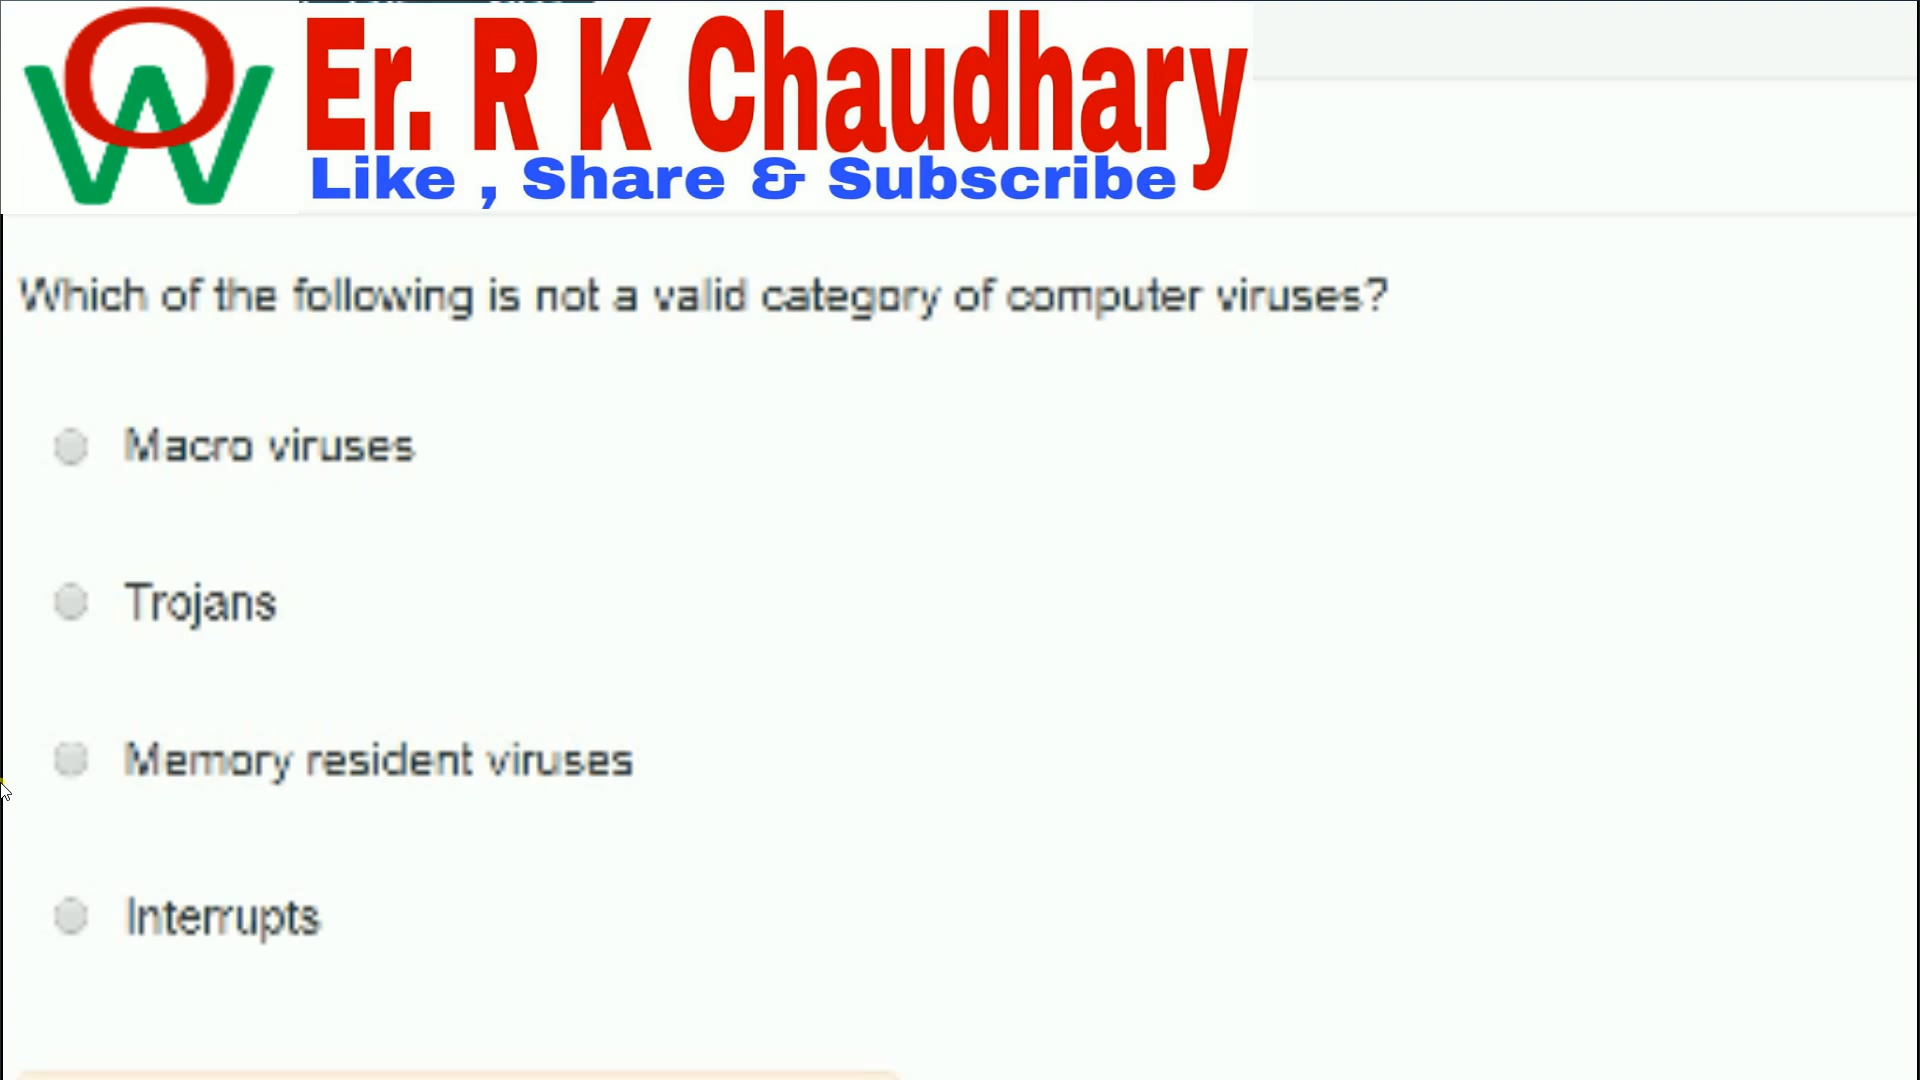 Er. R K Chaudhary
Like , Share & Subscribe
Which of the following is not a valid category of computer viruses?
Macro viruses
Trojans
Memory resident viruses
Interrupts